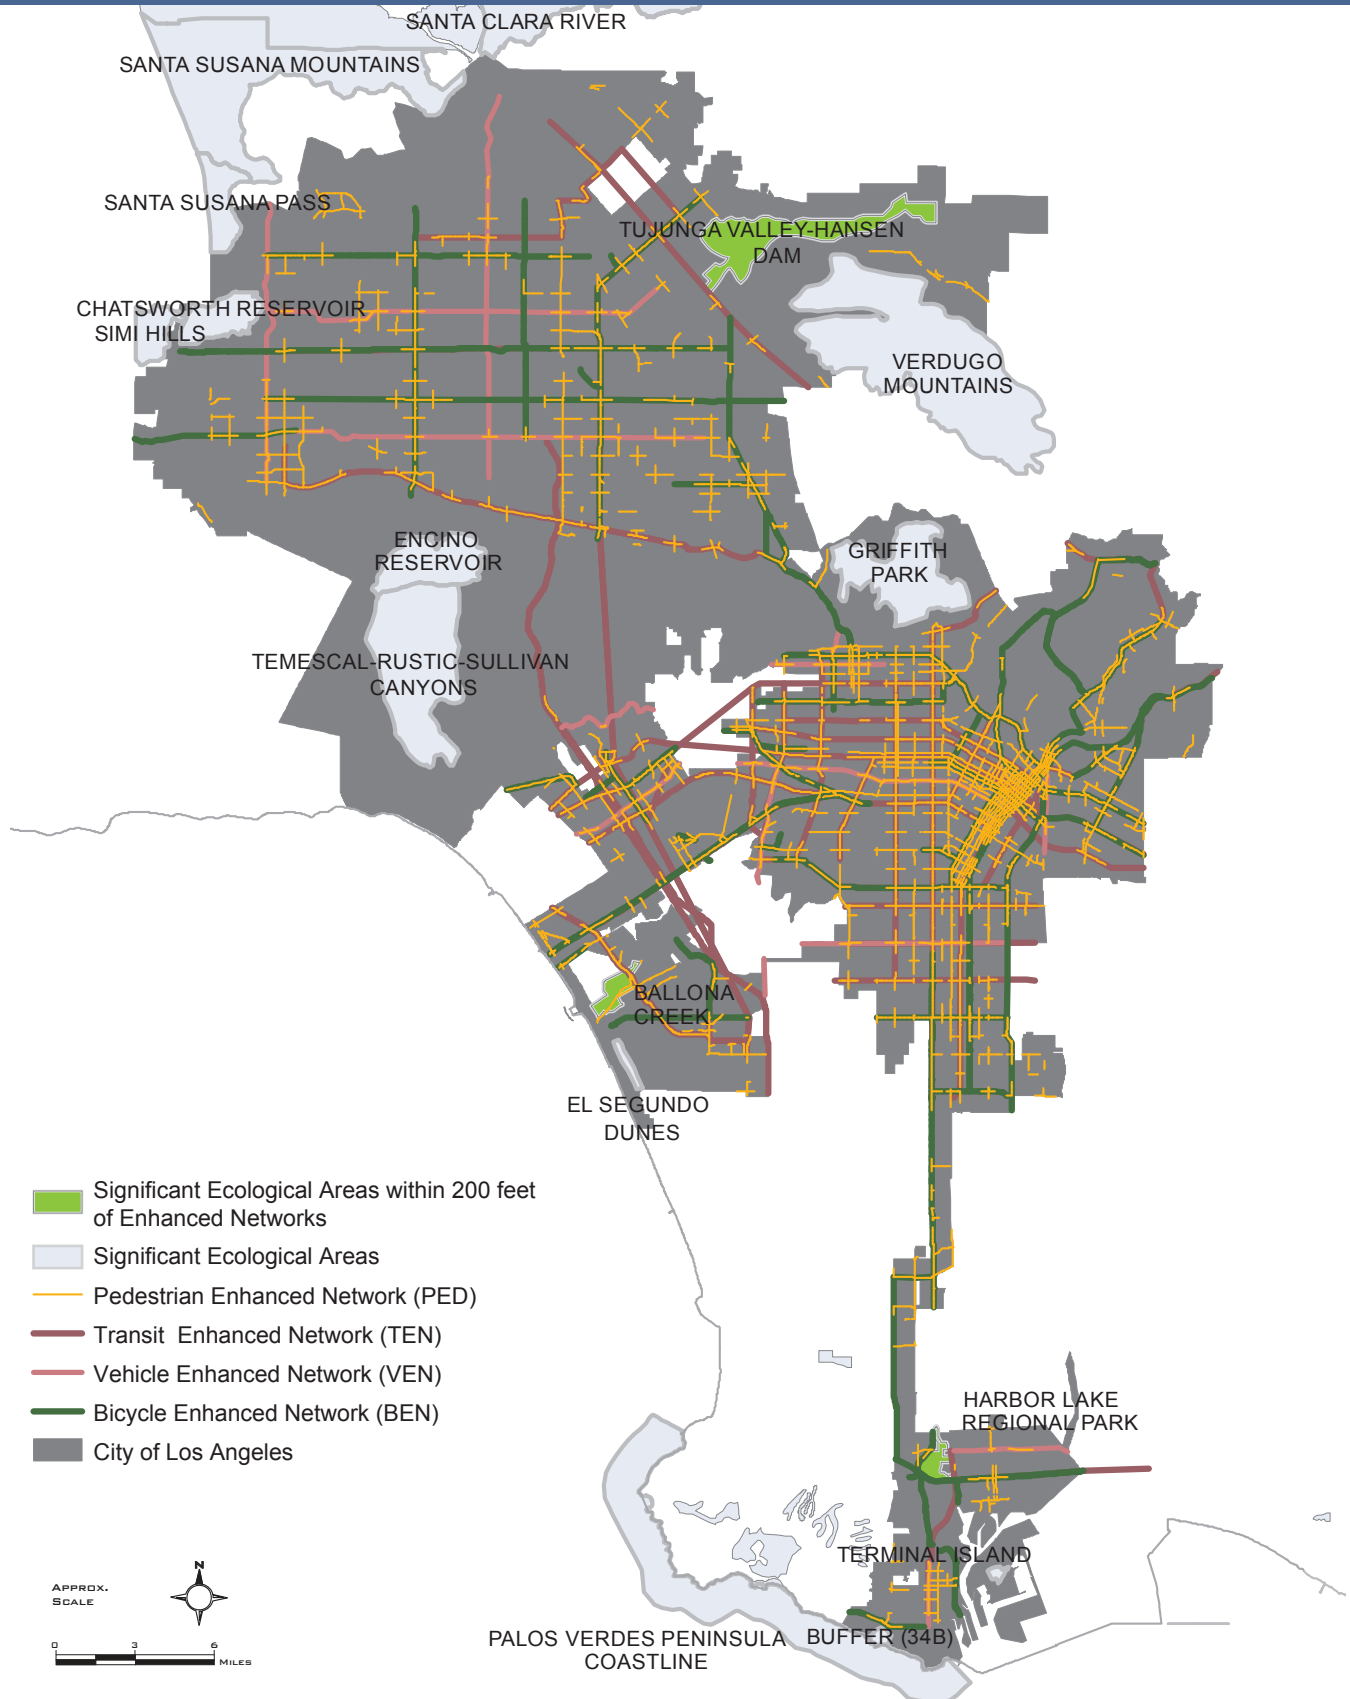 SANTA CLARA RIVER
SANTA SUSANA MOUNTAINS
SANTA SUSANA PASS
TUJUNGA VALLEY-HANSEN
DAM
CHATSWORTH RESERVOIR
SIMI HILLS
VERDUGO
MOUNTAINS
ENCINO
RESERVOIR
GRIFFITH
PARK
TEMESCAL-RUSTIC-SULLIVAN
CANYONS
BALLONA
CREEK
EL SEGUNDO
DUNES
Significant Ecological Areas within 200 feet
of Enhanced Networks
Significant Ecological Areas
Pedestrian Enhanced Network (PED)
Transit Enhanced Network (TEN)
Vehicle Enhanced Network (VEN)
Bicycle Enhanced Network (BEN)
City of Los Angeles
HARBOR LAKE
REGIONAL PARK
TERMINAL ISLAND
BUFFER (34B)
PALOS VERDES PENINSULA
COASTLINE
N
APPROX.
SCALE
0 3 6
MILES